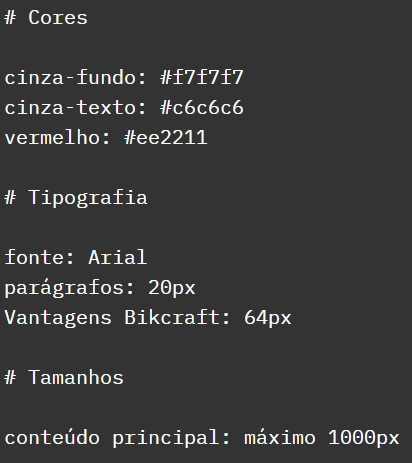 # Cores
cinza-fundo: #f7f7f7
cinza-texto: #c6c6c6
vermelho: #ee2211
# Tipografia
fonte: Arial
parágrafos: 20px
Vantagens Bikcraft: 64px
# Tamanhos
conteúdo principal: máximo 1000px